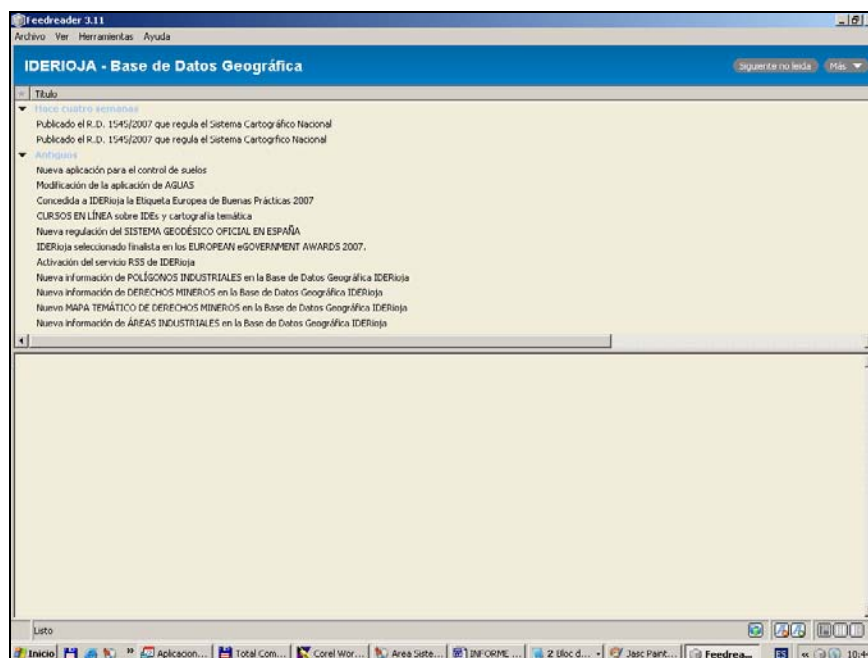 Feedreader 3.11
Archivo Ver Herramientas Ayuda
IDERIOJA - Base de Datos Geográfica
Siguiente no leída Más
Título
Hace cuatro semanas
Publicado el R.D. 1545/2007 que regula el Sistema Cartográfico Nacional
Publicado el R.D. 1545/2007 que regula el Sistema Cartogrfico Nacional
Antiguos
Nueva aplicación para el control de suelos
Modificación de la aplicación de AGUAS
Concedida a IDERioja la Etiqueta Europea de Buenas Prácticas 2007
CURSOS EN LÍNEA sobre IDEs y cartografía temática
Nueva regulación del SISTEMA GEODÉSICO OFICIAL EN ESPAÑA
IDERioja seleccionado finalista en los EUROPEAN eGOVERNMENT AWARDS 2007.
Activación del servicio RSS de IDERioja
Nueva información de POLÍGONOS INDUSTRIALES en la Base de Datos Geográfica IDERioja
Nueva información de DERECHOS MINEROS en la Base de Datos Geográfica IDERioja
Nuevo MAPA TEMÁTICO DE DERECHOS MINEROS en la Base de Datos Geográfica IDERioja
Nueva información de ÁREAS INDUSTRIALES en la Base de Datos Geográfica IDERioja
Listo
Inicio » Aplicacion... Total Com... Corel Wor... Area Siste... INFORME ... 2 Bloc d... Jasc Paint... Feedrea... ES «